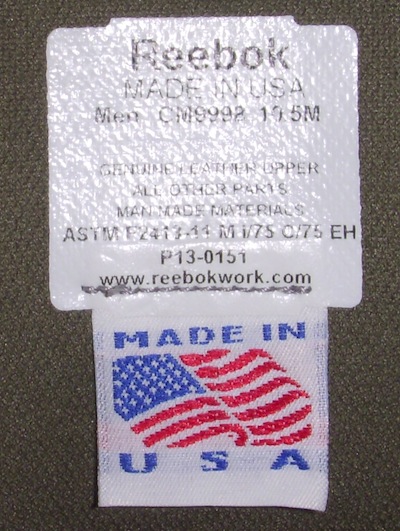 Reebok
MADE IN USA
Men CM9998 10.5M
GENUINE LEATHER UPPER
ALL OTHER PARTS
MAN MADE MATERIALS
ASTM F2413-11 M I/75 C/75 EH
P13-0151
www.reebokwork.com
MADE IN
USA